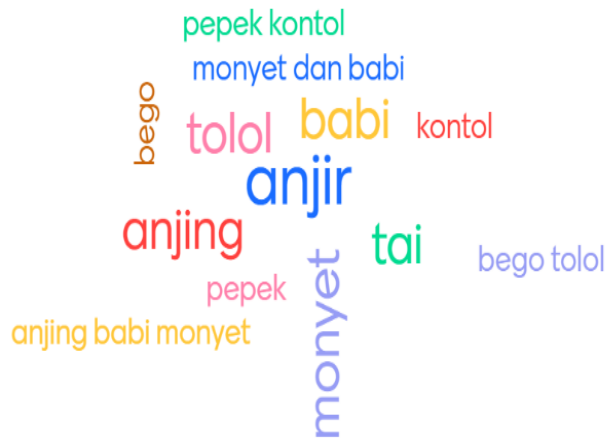 pepek kontol
monyet dan babi
bego
tolol
babi
kontol
anjir
anjing
tai
bego tolol
pepek
monyet
anjing babi monyet